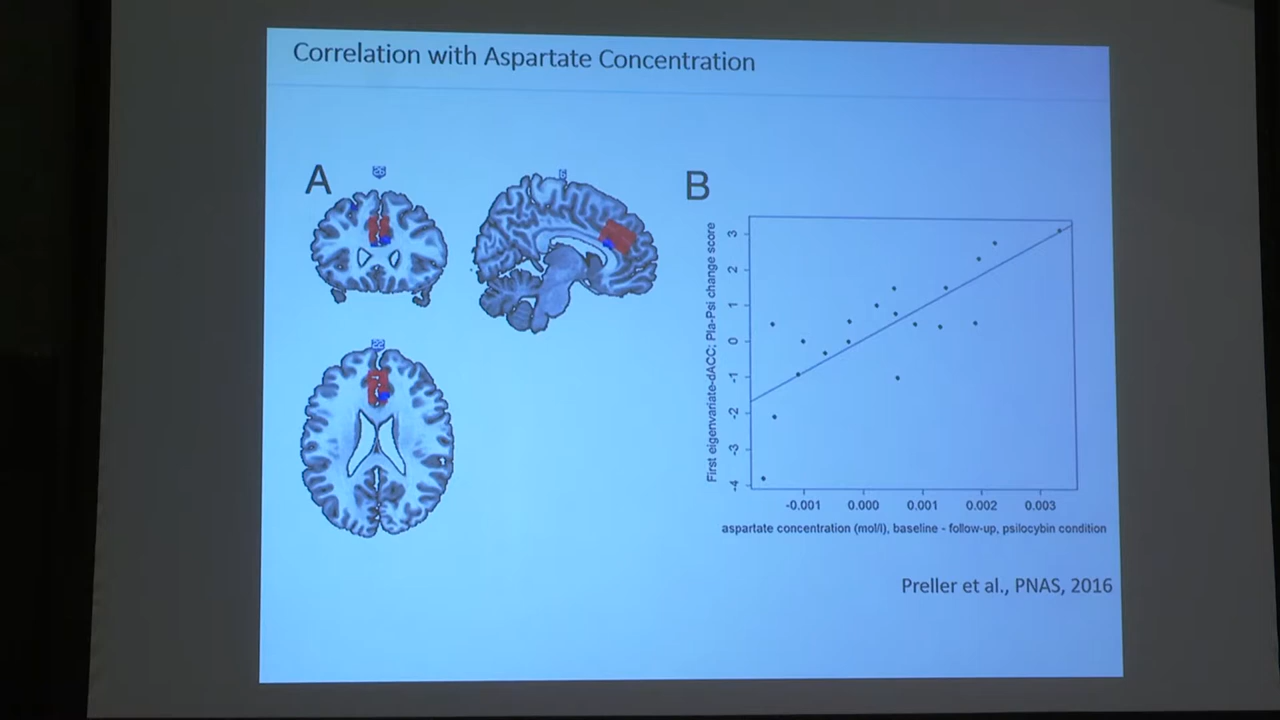 Correlation with Aspartate Concentration
A
B
22
First eigenvariate-dACC: Pla-Psi change score
3
2
1
0
-1
-2
-3
-4
-0.001
0.000
0.001
0.002
0.003
aspartate concentration (mol/l), baseline - follow-up, psilocybin condition
Preller et al., PNAS, 2016